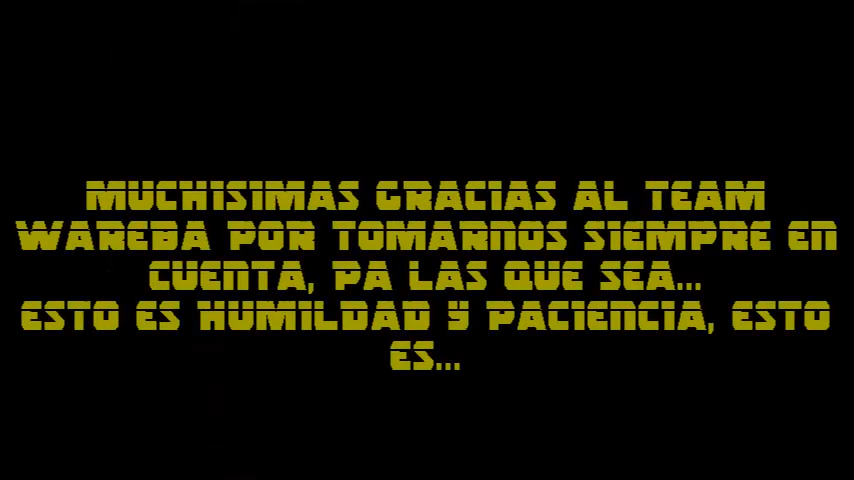 MUCHISIMAS GRACIAS AL TEAM
WAREBA POR TOMARNOS SIEMPRE EN
CUENTA, PA LAS QUE SEA...
ESTO ES HUMILDAD Y PACIENCIA, ESTO
ES...